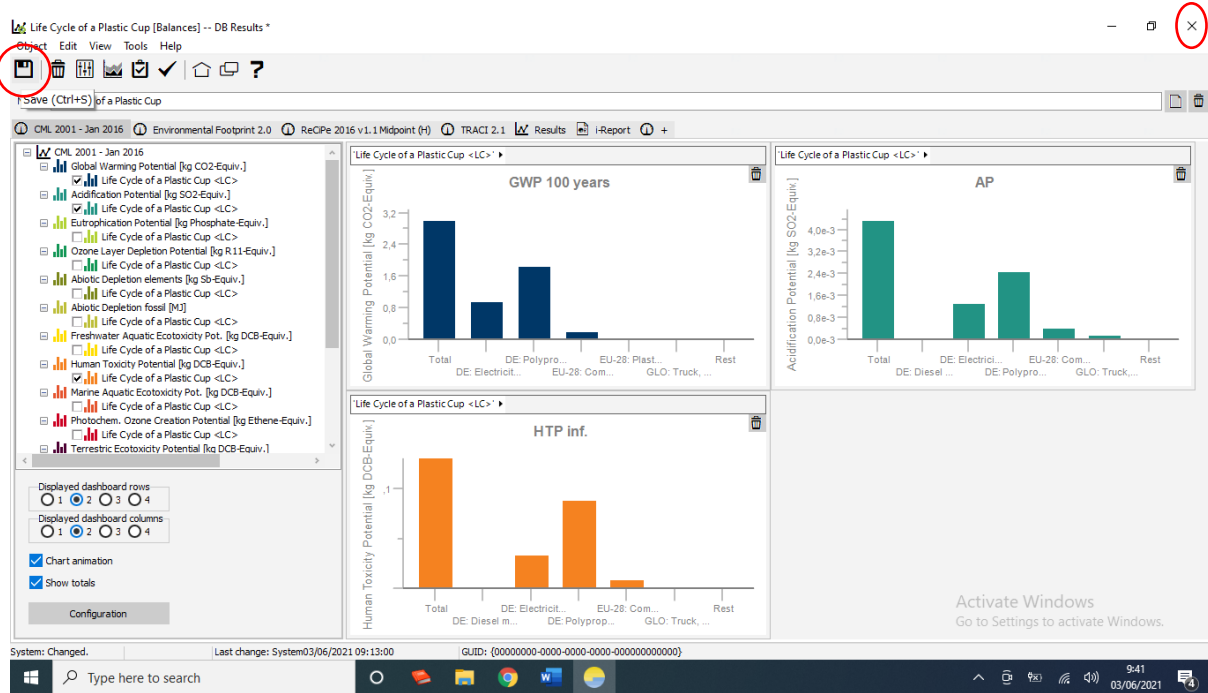 Life Cycle of a Plastic Cup [Balances] -- DB Results *
Object Edit View Tools Help
Save (Ctrl+S) of a Plastic Cup
CML 2001 - Jan 2016 Environmental Footprint 2.0 ReCiPe 2016 v1.1 Midpoint (H) TRACI 2.1 Results i-Report +
CML 2001 - Jan 2016
Global Warming Potential [kg CO2-Equiv.]
Life Cycle of a Plastic Cup <LC>
Acidification Potential [kg SO2-Equiv.]
Life Cycle of a Plastic Cup <LC>
Eutrophication Potential [kg Phosphate-Equiv.]
Life Cycle of a Plastic Cup <LC>
Ozone Layer Depletion Potential [kg R11-Equiv.]
Life Cycle of a Plastic Cup <LC>
Abiotic Depletion elements [kg Sb-Equiv.]
Life Cycle of a Plastic Cup <LC>
Abiotic Depletion fossil [MJ]
Life Cycle of a Plastic Cup <LC>
Freshwater Aquatic Ecotoxicity Pot. [kg DCB-Equiv.]
Life Cycle of a Plastic Cup <LC>
Human Toxicity Potential [kg DCB-Equiv.]
Life Cycle of a Plastic Cup <LC>
Marine Aquatic Ecotoxicity Pot. [kg DCB-Equiv.]
Life Cycle of a Plastic Cup <LC>
Photochem. Ozone Creation Potential [kg Ethene-Equiv.]
Life Cycle of a Plastic Cup <LC>
Terrestric Ecotoxicity Potential [kg DCB-Equiv.]
Displayed dashboard rows
1 2 3 4
Displayed dashboard columns
1 2 3 4
Chart animation
Show totals
Configuration
'Life Cycle of a Plastic Cup <LC>'
GWP 100 years
Global Warming Potential [kg CO2-Equiv.]
3,2
2,4
1,6
0,8
0,0
Total DE: Polypro... EU-28: Plast... Rest
DE: Electricit... EU-28: Com... GLO: Truck, ...
'Life Cycle of a Plastic Cup <LC>'
AP
Acidification Potential [kg SO2-Equiv.]
4,0e-3
3,2e-3
2,4e-3
1,6e-3
0,8e-3
0,0e-3
Total DE: Electrici... EU-28: Com... Rest
DE: Diesel ... DE: Polypro... GLO: Truck,...
'Life Cycle of a Plastic Cup <LC>'
HTP inf.
Human Toxicity Potential [kg DCB-Equiv.]
,1
Total DE: Electricit... EU-28: Com... Rest
DE: Diesel m... DE: Polyprop... GLO: Truck, ...
Activate Windows
Go to Settings to activate Windows.
System: Changed. Last change: System03/06/2021 09:13:00 GUID: {00000000-0000-0000-0000-000000000000}
Type here to search
9:41
03/06/2021
4